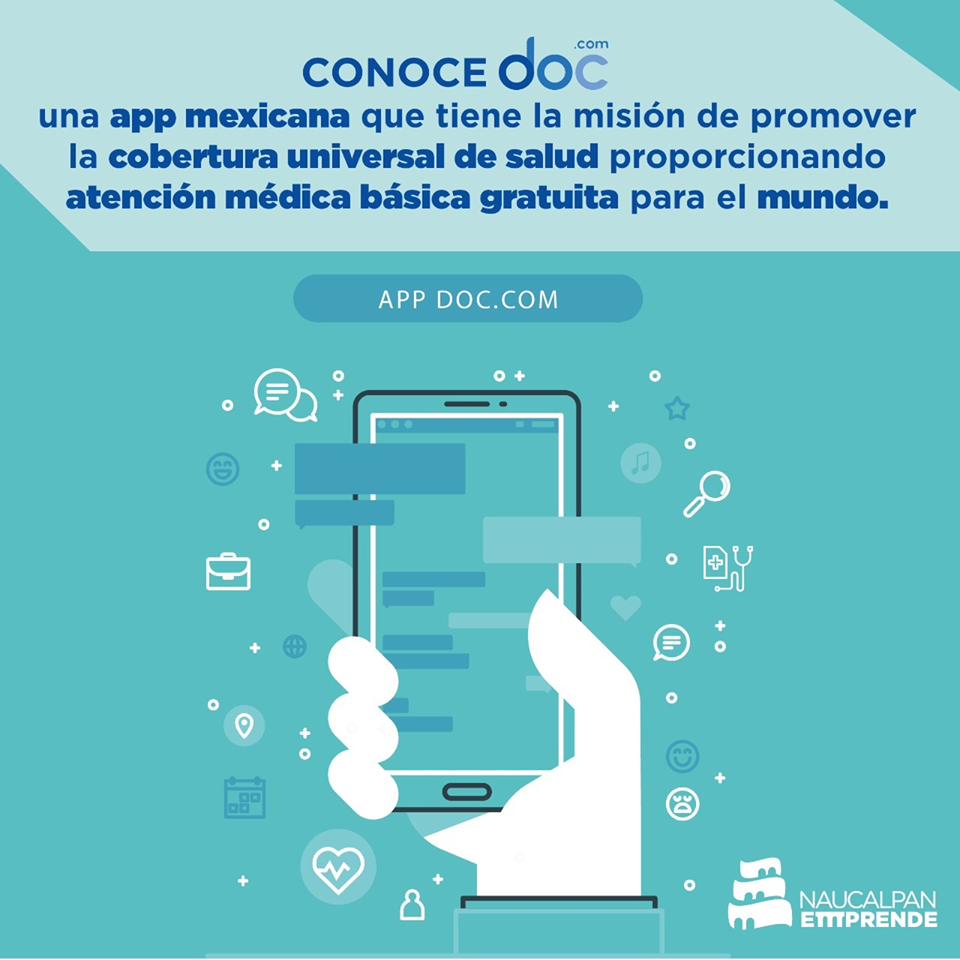 CONOCE doc.com
una app mexicana que tiene la misión de promover
la cobertura universal de salud proporcionando
atención médica básica gratuita para el mundo.
APP DOC.COM
NAUCALPAN
EMPRENDE